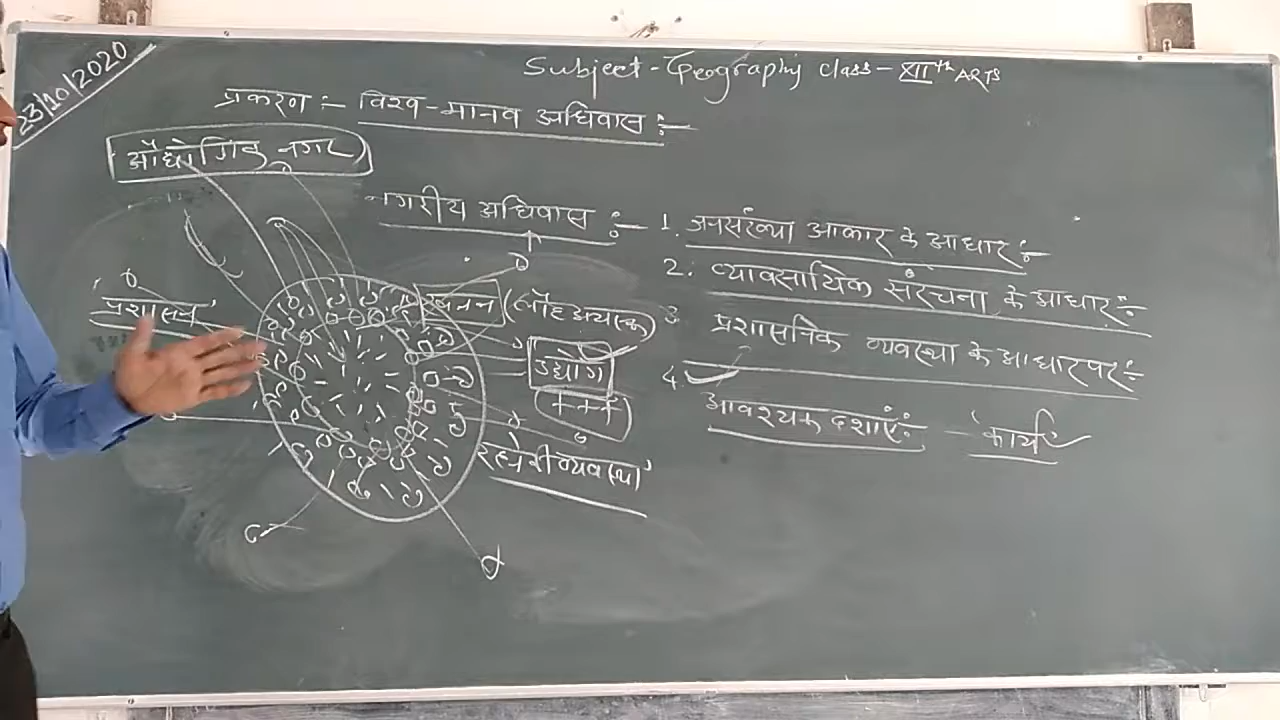 23/10/2020
Subject - Geography Class - XIIth ARTS
प्रकरण :- विश्व-मानव अधिवास :-
औद्योगिक नगर
नगरीय अधिवास :-
1. जनसंख्या आकार के आधार :-
2. व्यावसायिक संरचना के आधार :-
3 प्रशासनिक व्यवस्था के आधार पर :-
4. आवश्यक दशाएं :- 'कार्य'
'प्रशासन'
खनन (लौह अयस्क)
उद्योग
(+++)